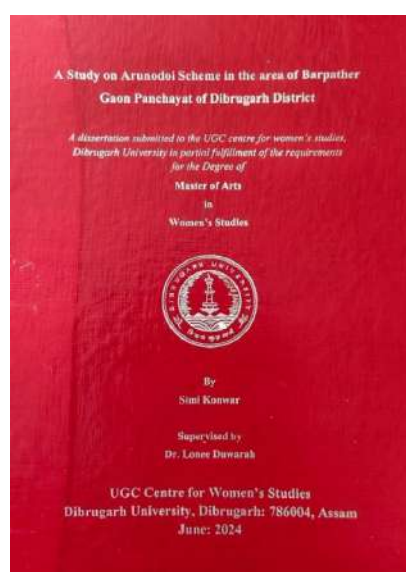 A Study on Arunodoi Scheme in the area of Barpather
Gaon Panchayat of Dibrugarh District
A dissertation submitted to the UGC centre for women's studies,
Dibrugarh University in partial fulfillment of the requirements
for the Degree of
Master of Arts
in
Women's Studies
DIBRUGARH UNIVERSITY
By
Simi Konwar
Supervised by
Dr. Lonee Duwarah
UGC Centre for Women's Studies
Dibrugarh University, Dibrugarh: 786004, Assam
June: 2024